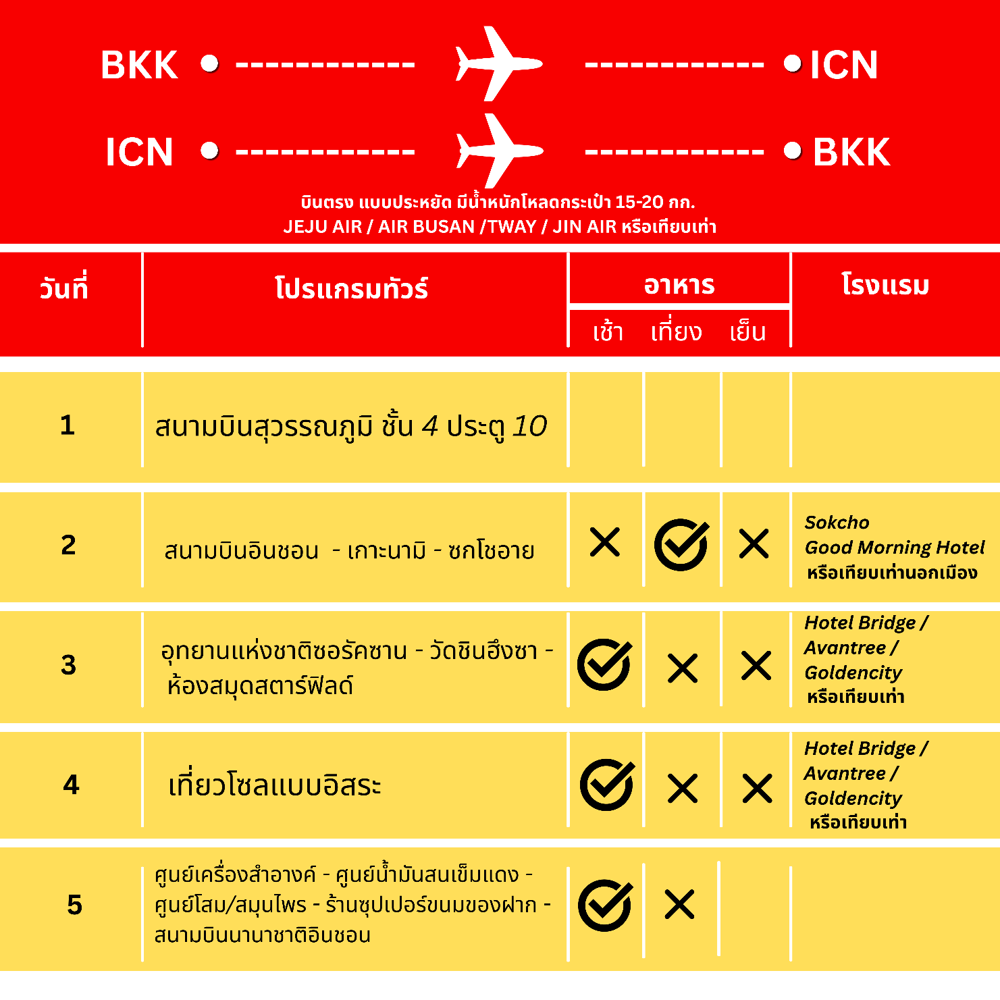 BKK ICN
ICN BKK
บินตรง แบบประหยัด มีน้ำหนักโหลดกระเป๋า 15-20 กก.
JEJU AIR / AIR BUSAN /TWAY / JIN AIR หรือเทียบเท่า
วันที่ โปรแกรมทัวร์ อาหาร โรงแรม
เช้า เที่ยง เย็น
1 สนามบินสุวรรณภูมิ ชั้น 4 ประตู 10
2 สนามบินอินชอน - เกาะนามิ - ซกโชอาย
Sokcho
Good Morning Hotel
หรือเทียบเท่านอกเมือง
3
อุทยานแห่งชาติซอรัคซาน - วัดชินฮึงซา -
ห้องสมุดสตาร์ฟิลด์
Hotel Bridge /
Avantree /
Goldencity
หรือเทียบเท่า
4 เที่ยวโซลแบบอิสระ
Hotel Bridge /
Avantree /
Goldencity
หรือเทียบเท่า
5
ศูนย์เครื่องสำอางค์ - ศูนย์น้ำมันสนเข็มแดง -
ศูนย์โสม/สมุนไพร - ร้านซุปเปอร์ขนมของฝาก -
สนามบินนานาชาติอินชอน